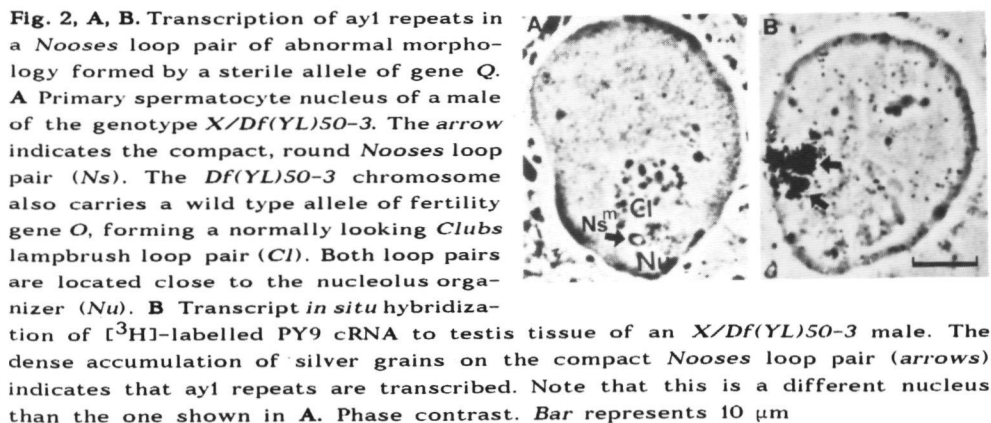 Fig. 2, A, B. Transcription of ay1 repeats in
a Nooses loop pair of abnormal morpho-
logy formed by a sterile allele of gene Q.
A Primary spermatocyte nucleus of a male
of the genotype X/Df(YL)50-3. The arrow
indicates the compact, round Nooses loop
pair (Ns). The Df(YL)50-3 chromosome
also carries a wild type allele of fertility
gene O, forming a normally looking Clubs
lampbrush loop pair (Cl). Both loop pairs
are located close to the nucleolus orga-
nizer (Nu). B Transcript in situ hybridiza-
tion of [³H]-labelled PY9 cRNA to testis tissue of an X/Df(YL)50-3 male. The
dense accumulation of silver grains on the compact Nooses loop pair (arrows)
indicates that ay1 repeats are transcribed. Note that this is a different nucleus
than the one shown in A. Phase contrast. Bar represents 10 μm
A
B
Cl
Nsᵐ
Nu